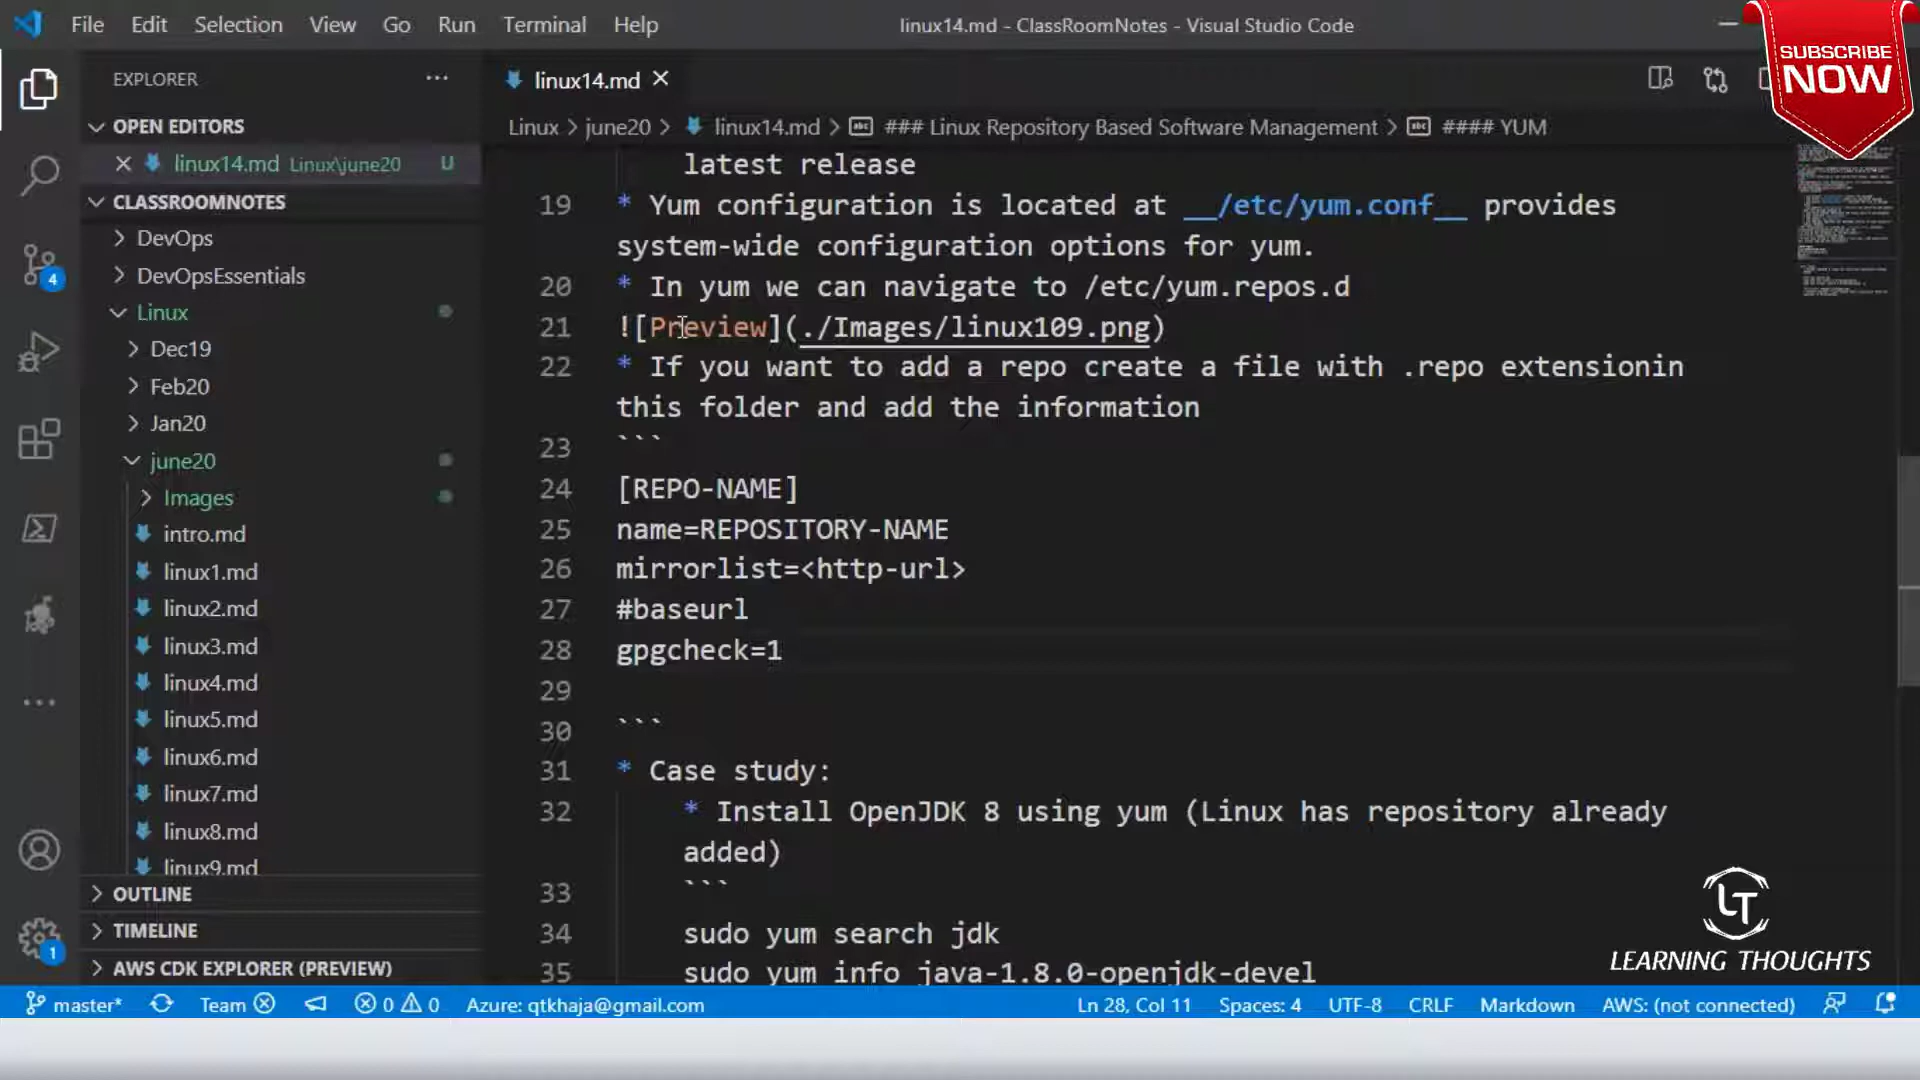 File Edit Selection View Go Run Terminal Help
linux14.md - ClassRoomNotes - Visual Studio Code
SUBSCRIBE
NOW
EXPLORER
OPEN EDITORS
linux14.md Linux\june20 U
CLASSROOMNOTES
DevOps
DevOpsEssentials
Linux
Dec19
Feb20
Jan20
june20
Images
intro.md
linux1.md
linux2.md
linux3.md
linux4.md
linux5.md
linux6.md
linux7.md
linux8.md
linux9.md
OUTLINE
TIMELINE
AWS CDK EXPLORER (PREVIEW)
4
1
linux14.md
Linux > june20 > linux14.md > ### Linux Repository Based Software Management > #### YUM
latest release
19 * Yum configuration is located at __/etc/yum.conf__ provides
system-wide configuration options for yum.
20 * In yum we can navigate to /etc/yum.repos.d
21 ![Preview](./Images/linux109.png)
22 * If you want to add a repo create a file with .repo extensionin
this folder and add the information
23 ```
24 [REPO-NAME]
25 name=REPOSITORY-NAME
26 mirrorlist=<http-url>
27 #baseurl
28 gpgcheck=1
29
30 ```
31 * Case study:
32 * Install OpenJDK 8 using yum (Linux has repository already
added)
33 ```
34 sudo yum search jdk
35 sudo yum info java-1.8.0-openjdk-devel
LT
LEARNING THOUGHTS
master* Team 0 0 Azure: qtkhaja@gmail.com Ln 28, Col 11 Spaces: 4 UTF-8 CRLF Markdown AWS: (not connected)